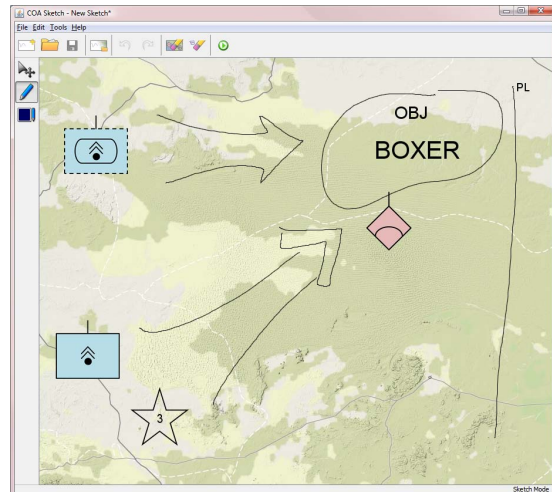 COA Sketch - New Sketch*
File Edit Tools Help
PL
OBJ
BOXER
3
Sketch Mode